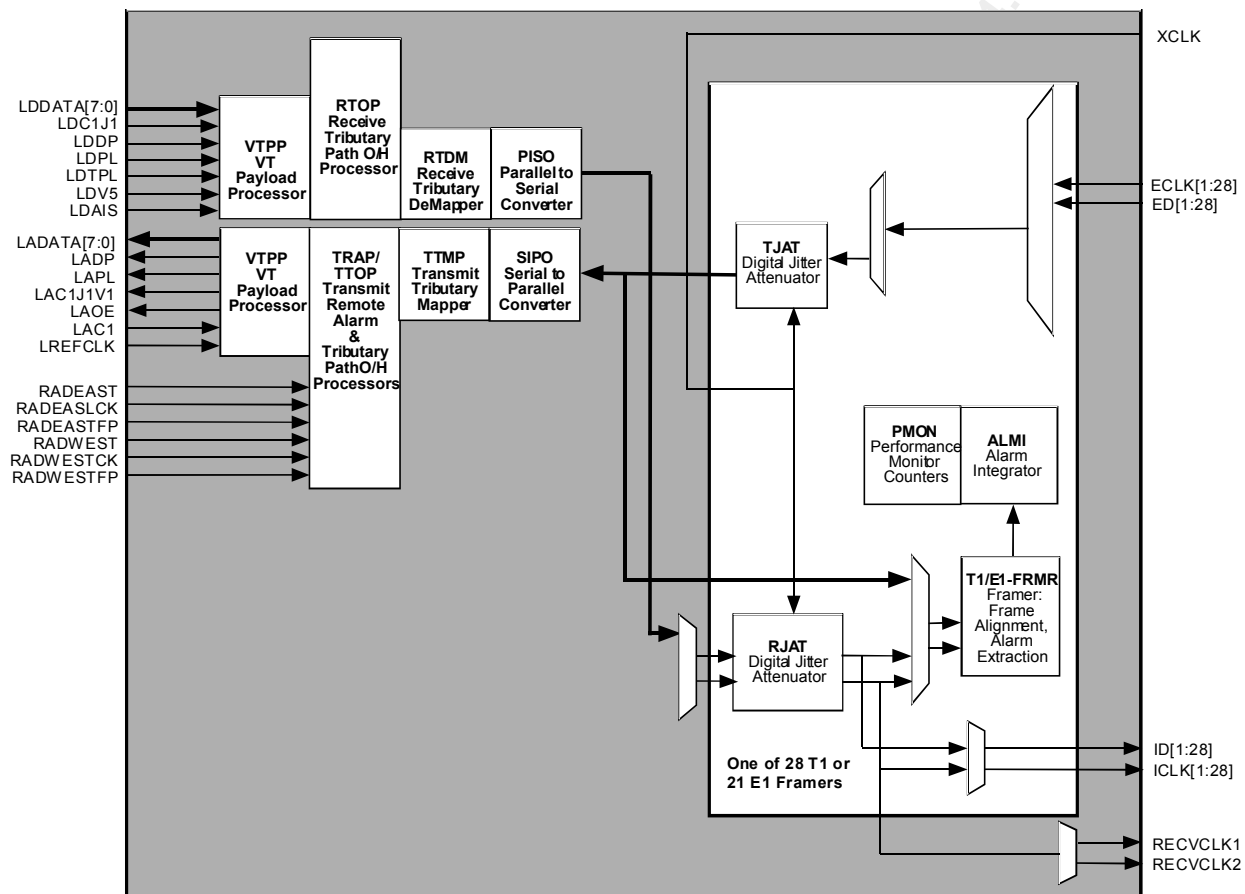 XCLK
LDDATA[7:0]
LDC1J1
LDDP
LDPL
LDTPL
LDV5
LDAIS
VTPP
VT
Payload
Processor
RTOP
Receive
Tributary
Path O/H
Processor
RTDM
Receive
Tributary
DeMapper
PISO
Parallel to
Serial
Converter
ECLK[1:28]
ED[1:28]
LADATA[7:0]
LADP
LAPL
LAC1J1V1
LAOE
LAC1
LREFCLK
VTPP
VT
Payload
Processor
TRAP/
TTOP
Transmit
Remote
Alarm
&
Tributary
PathO/H
Processors
TTMP
Transmit
Tributary
Mapper
SIPO
Serial to
Parallel
Converter
TJAT
Digital Jitter
Attenuator
RADEAST
RADEASLCK
RADEASTFP
RADWEST
RADWESTCK
RADWESTFP
PMON
Performance
Monitor
Counters
ALMI
Alarm
Integrator
T1/E1-FRMR
Framer:
Frame
Alignment,
Alarm
Extraction
RJAT
Digital Jitter
Attenuator
One of 28 T1 or
21 E1 Framers
ID[1:28]
ICLK[1:28]
RECVCLK1
RECVCLK2